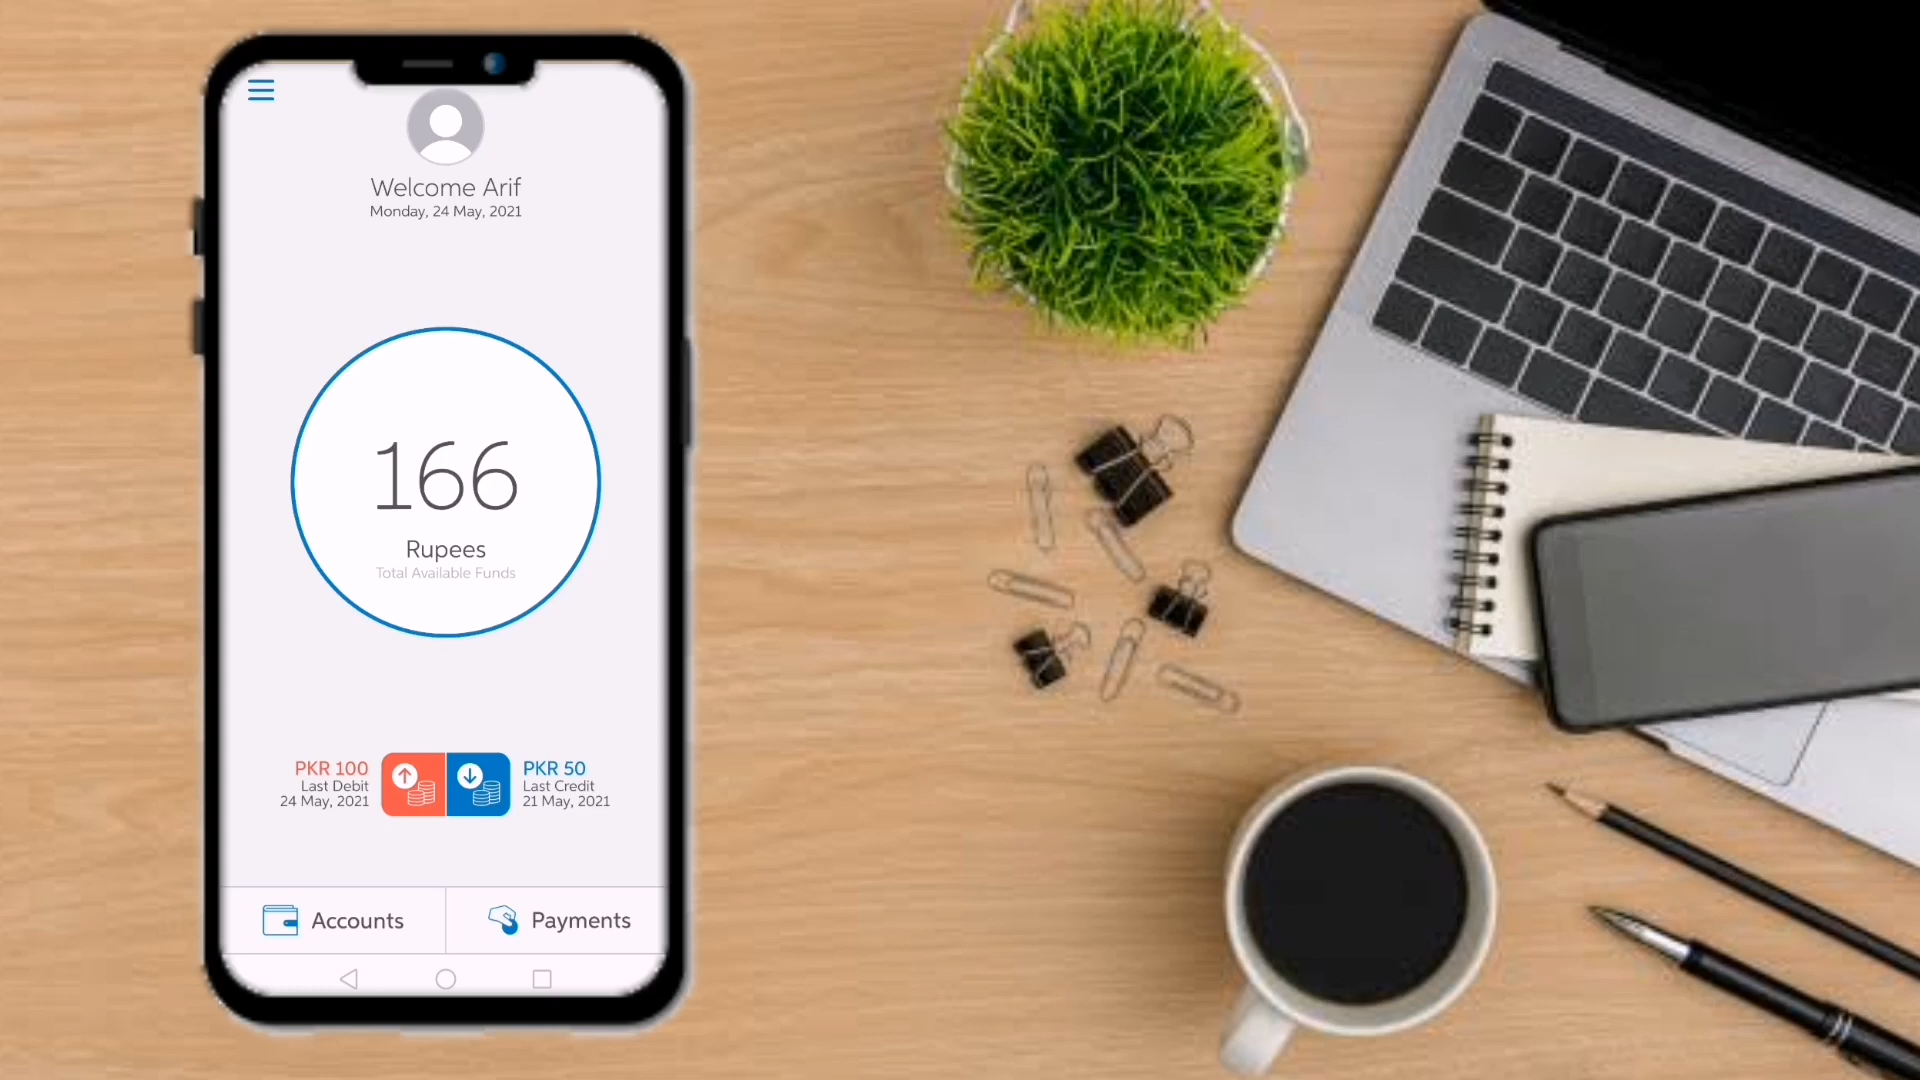 Welcome Arif
Monday, 24 May, 2021
166
Rupees
Total Available Funds
PKR 100
Last Debit
24 May, 2021
PKR 50
Last Credit
21 May, 2021
Accounts
Payments